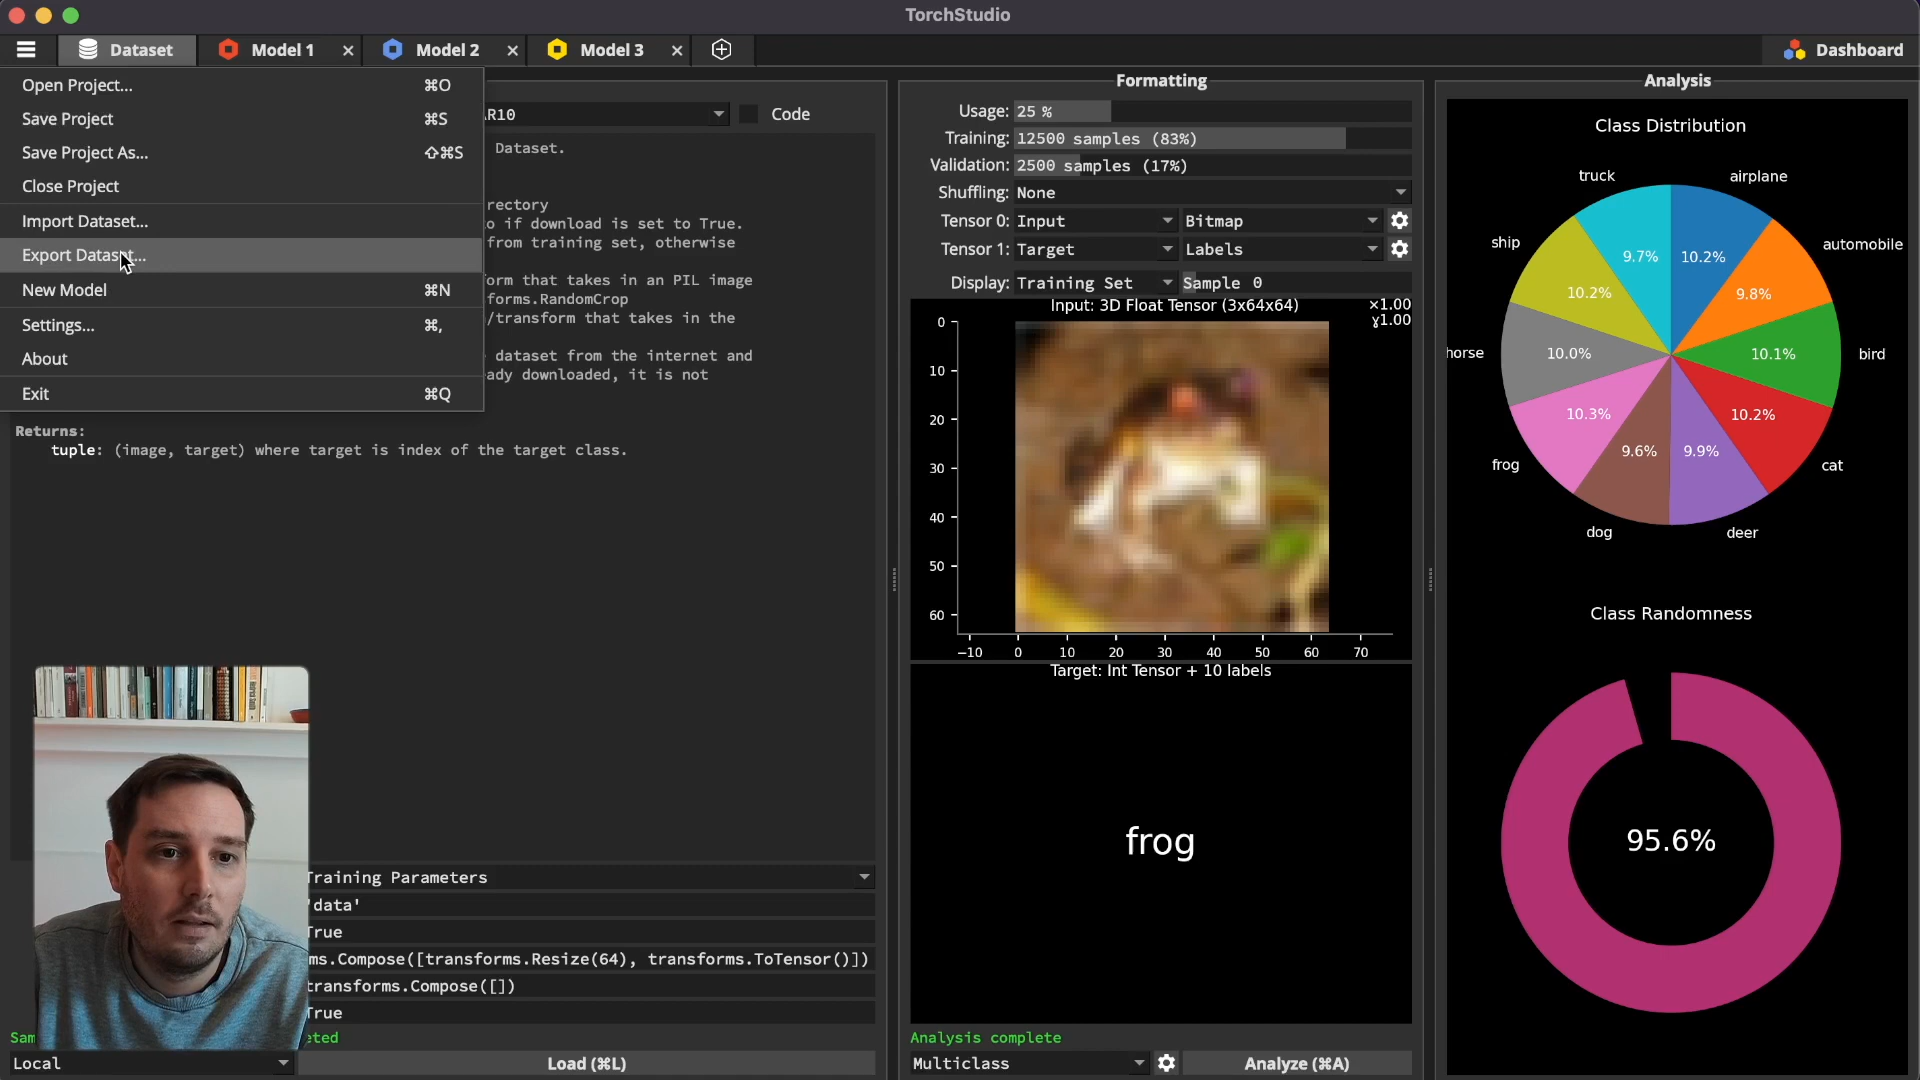 TorchStudio
Dataset
Model 1
Model 2
Model 3
Dashboard
Open Project... ⌘O
Save Project ⌘S
Save Project As... ⇧⌘S
Close Project
Import Dataset...
Export Dataset...
New Model ⌘N
Settings... ⌘,
About
Exit ⌘Q
R10
Code
Dataset.
rectory
o if download is set to True.
from training set, otherwise
orm that takes in an PIL image
forms.RandomCrop
/transform that takes in the
dataset from the internet and
ady downloaded, it is not
Returns:
tuple: (image, target) where target is index of the target class.
Training Parameters
'data'
True
ms.Compose([transforms.Resize(64), transforms.ToTensor()])
transforms.Compose([])
True
Sam
eted
Local
Load (⌘L)
Formatting
Usage: 25 %
Training: 12500 samples (83%)
Validation: 2500 samples (17%)
Shuffling: None
Tensor 0: Input Bitmap
Tensor 1: Target Labels
Display: Training Set Sample 0
Input: 3D Float Tensor (3x64x64)
×1.00
γ1.00
0
10
20
30
40
50
60
−10 0 10 20 30 40 50 60 70
Target: Int Tensor + 10 labels
frog
Analysis complete
Multiclass
Analyze (⌘A)
Analysis
Class Distribution
truck
airplane
ship
automobile
9.7%
10.2%
10.2%
9.8%
horse
10.0%
10.1%
bird
10.3%
10.2%
9.6%
9.9%
frog
cat
dog
deer
Class Randomness
95.6%